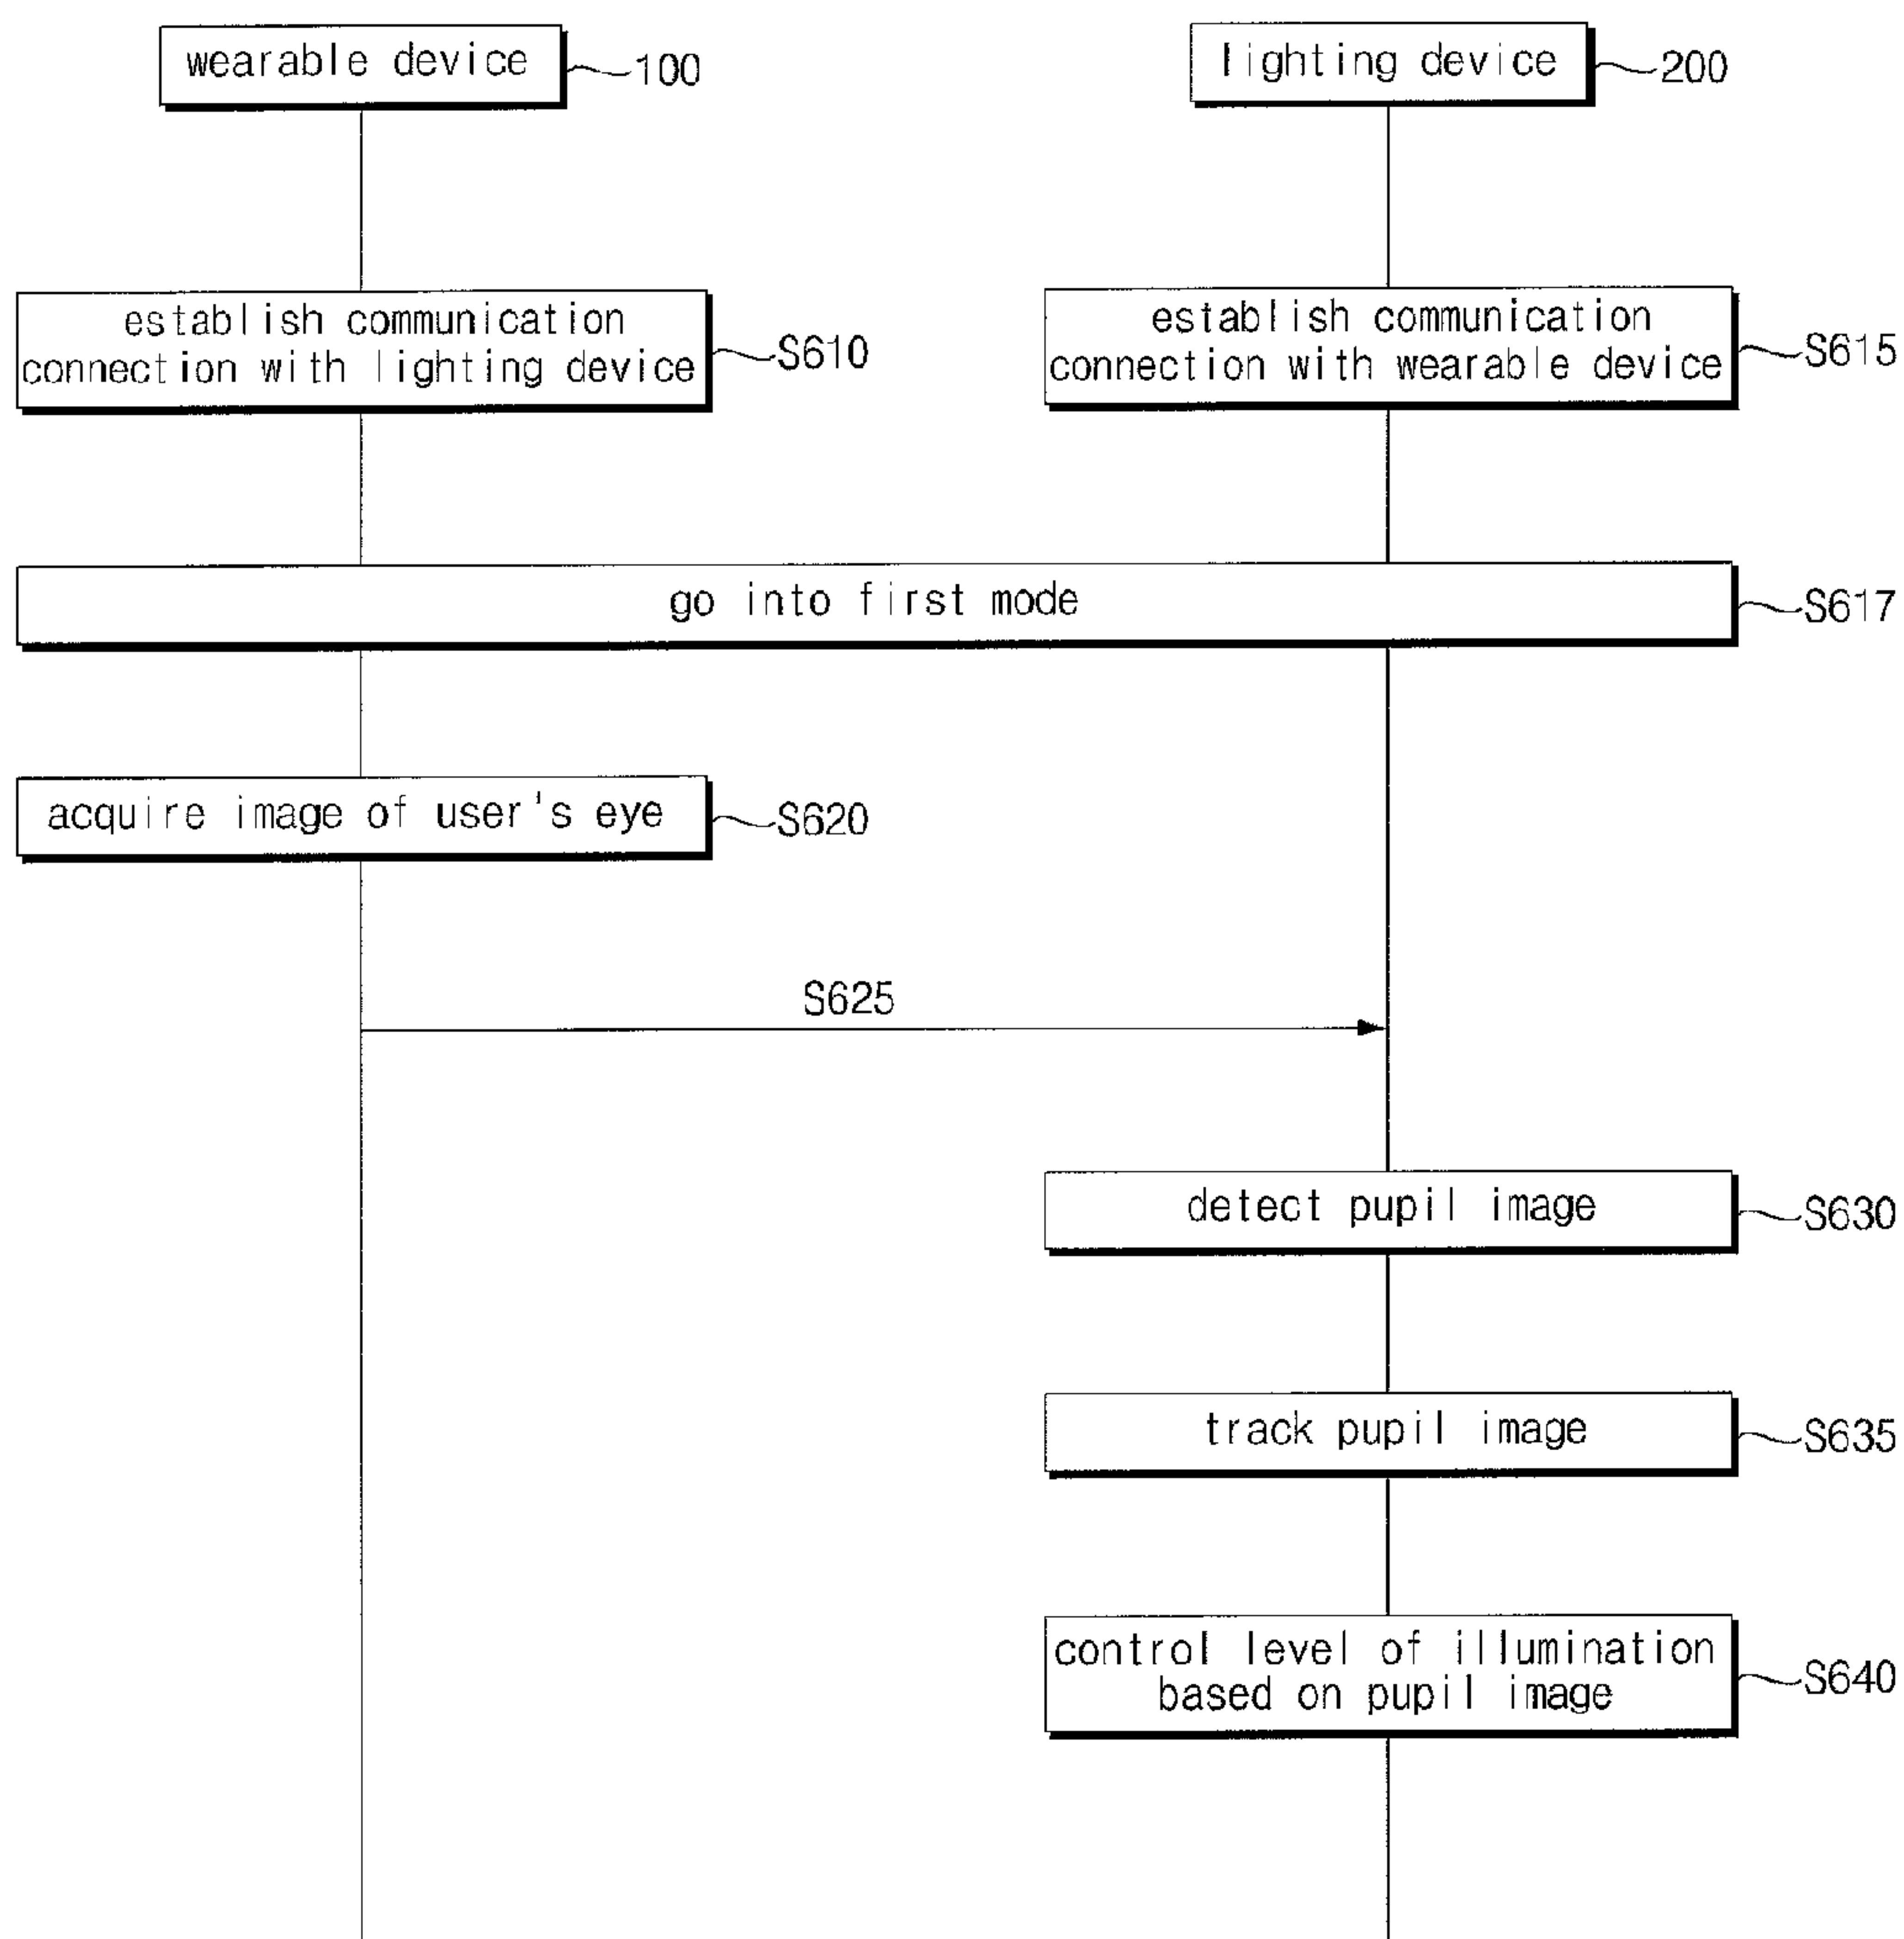 wearable device
100
lighting device
200
establish communication
connection with lighting device
S610
establish communication
connection with wearable device
S615
go into first mode
S617
acquire image of user's eye
S620
S625
detect pupil image
S630
track pupil image
S635
control level of illumination
based on pupil image
S640